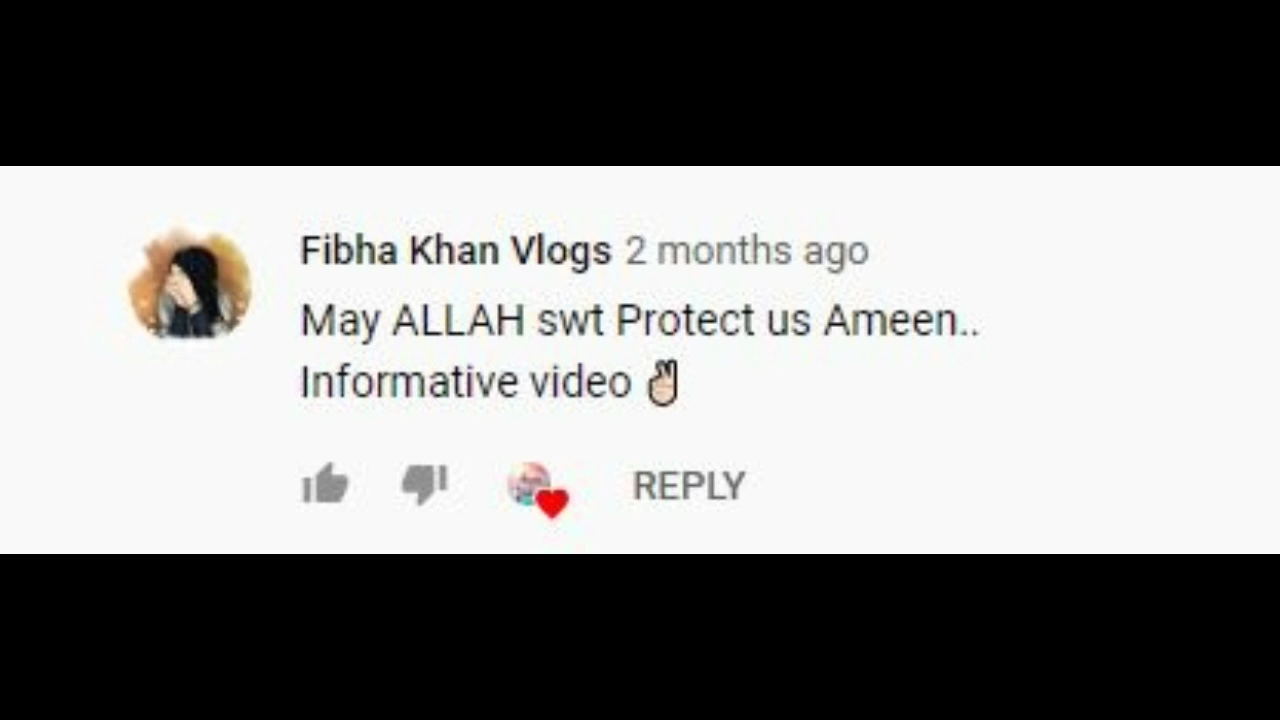 Fibha Khan Vlogs 2 months ago
May ALLAH swt Protect us Ameen..
Informative video ✌🏻
REPLY